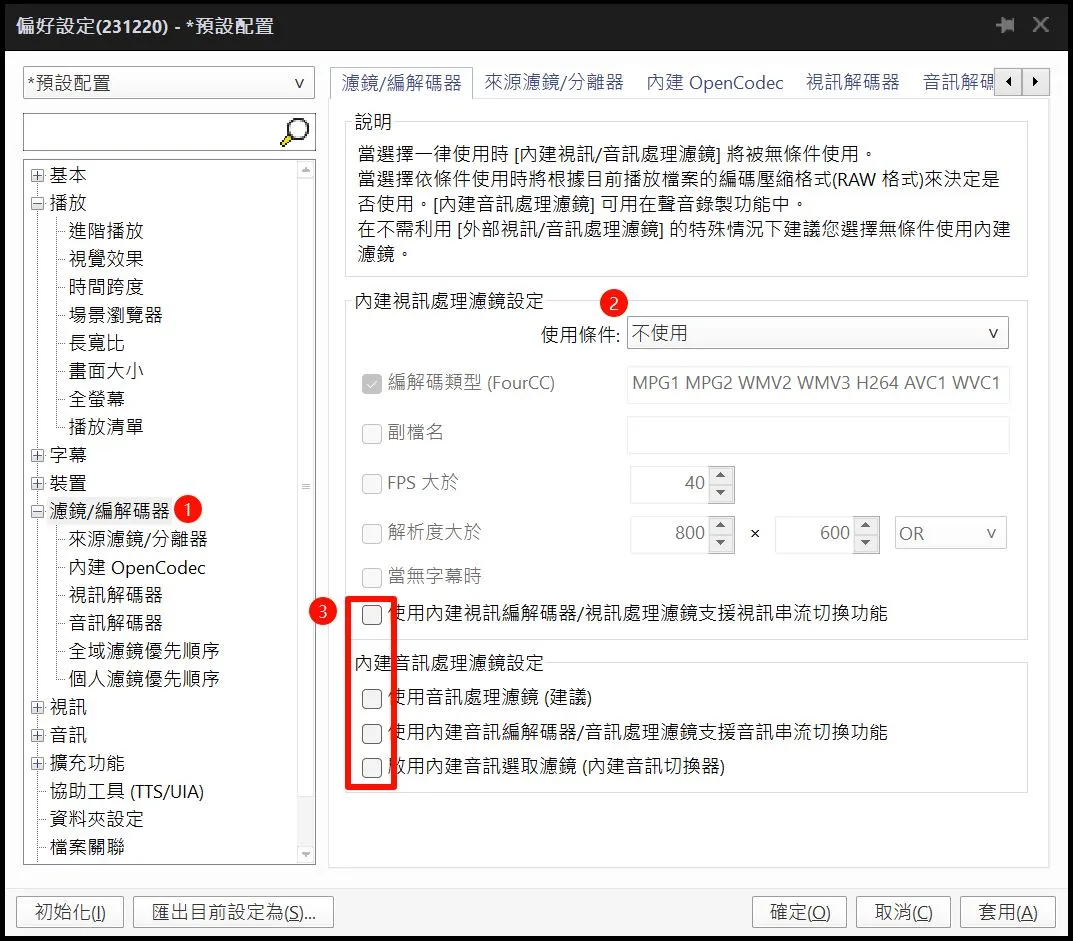 偏好設定(231220) - *預設配置
*預設配置
基本
播放
進階播放
視覺效果
時間跨度
場景瀏覽器
長寬比
畫面大小
全螢幕
播放清單
字幕
裝置
濾鏡/編解碼器 1
來源濾鏡/分離器
內建 OpenCodec
視訊解碼器
音訊解碼器
全域濾鏡優先順序
個人濾鏡優先順序
視訊
音訊
擴充功能
協助工具 (TTS/UIA)
資料夾設定
檔案關聯
濾鏡/編解碼器 來源濾鏡/分離器 內建 OpenCodec 視訊解碼器 音訊解碼
說明
當選擇一律使用時 [內建視訊/音訊處理濾鏡] 將被無條件使用。
當選擇依條件使用時將根據目前播放檔案的編碼壓縮格式(RAW 格式)來決定是
否使用。[內建音訊處理濾鏡] 可用在聲音錄製功能中。
在不需利用 [外部視訊/音訊處理濾鏡] 的特殊情況下建議您選擇無條件使用內建
濾鏡。
內建視訊處理濾鏡設定
2
使用條件: 不使用
編解碼類型 (FourCC) MPG1 MPG2 WMV2 WMV3 H264 AVC1 WVC1
副檔名
FPS 大於 40
解析度大於 800 × 600 OR
當無字幕時
3 使用內建視訊編解碼器/視訊處理濾鏡支援視訊串流切換功能
內建音訊處理濾鏡設定
使用音訊處理濾鏡 (建議)
使用內建音訊編解碼器/音訊處理濾鏡支援音訊串流切換功能
啟用內建音訊選取濾鏡 (內建音訊切換器)
初始化(I) 匯出目前設定為(S)... 確定(O) 取消(C) 套用(A)